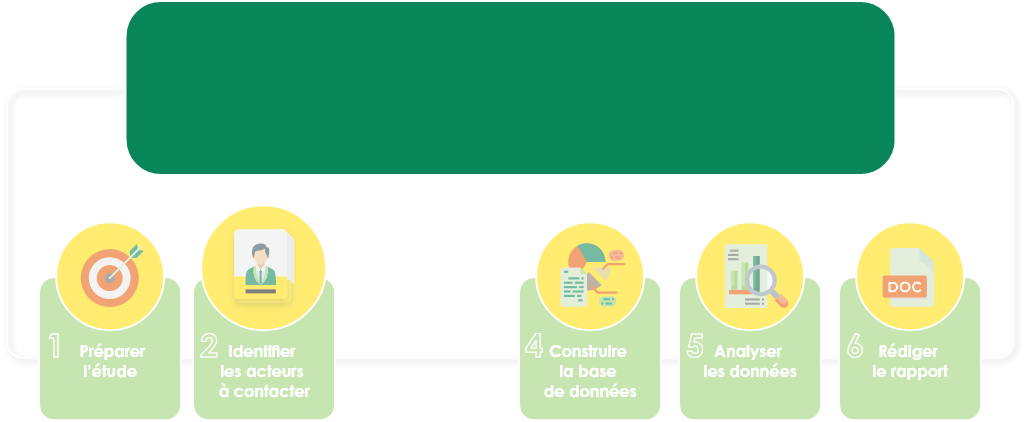 1 Préparer
l'étude
2 Identifier
les acteurs
à contacter
4 Construire
la base
de données
5 Analyser
les données
DOC
6 Rédiger
le rapport